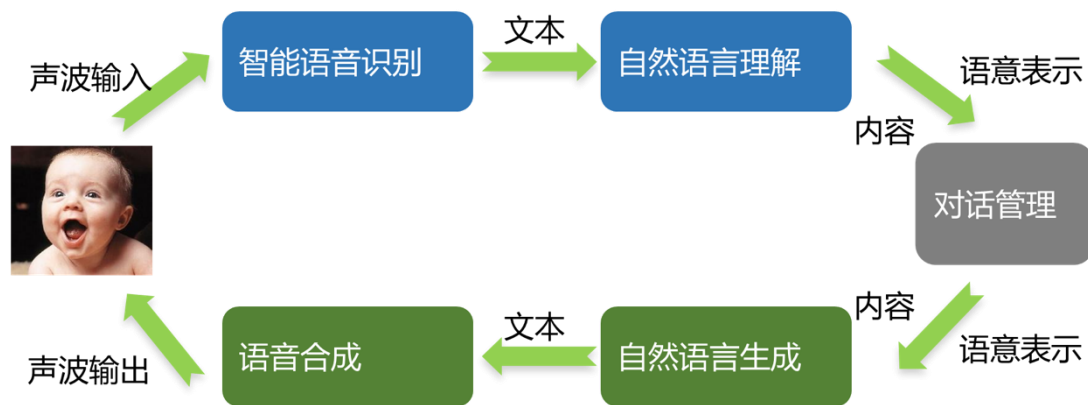 声波输入
智能语音识别
文本
自然语言理解
语意表示
内容
对话管理
内容
语意表示
自然语言生成
文本
语音合成
声波输出